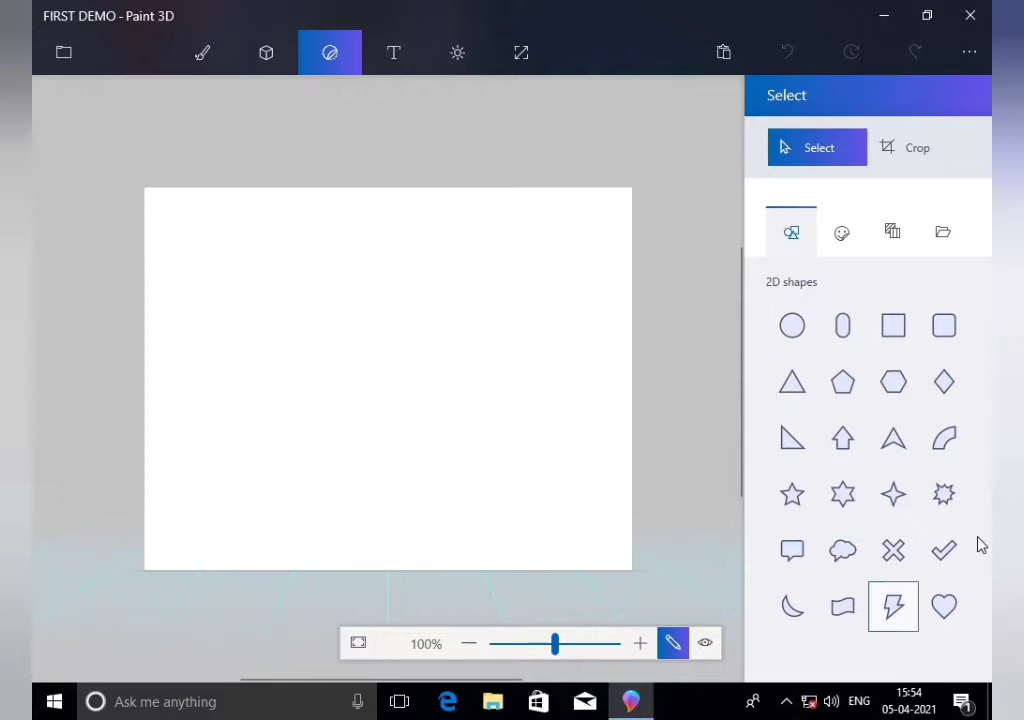 FIRST DEMO - Paint 3D
Select
Select
Crop
2D shapes
100%
Ask me anything
ENG
15:54
05-04-2021
1